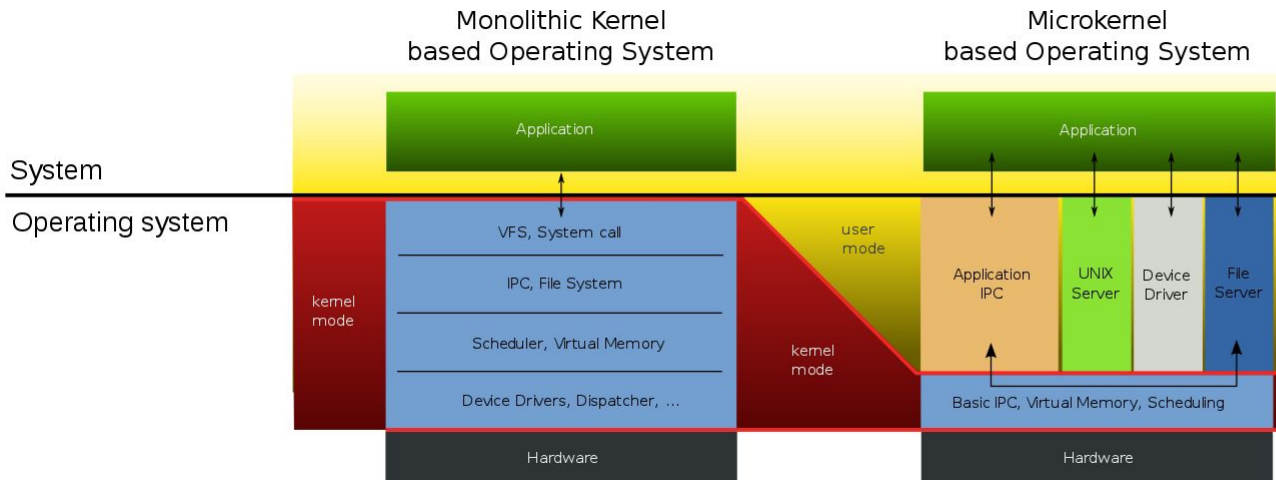 Monolithic Kernel
based Operating System
Microkernel
based Operating System
Application
Application
System
Operating system
kernel
mode
VFS, System call
IPC, File System
Scheduler, Virtual Memory
Device Drivers, Dispatcher, ...
Hardware
user
mode
kernel
mode
Application
IPC
UNIX
Server
Device
Driver
File
Server
Basic IPC, Virtual Memory, Scheduling
Hardware